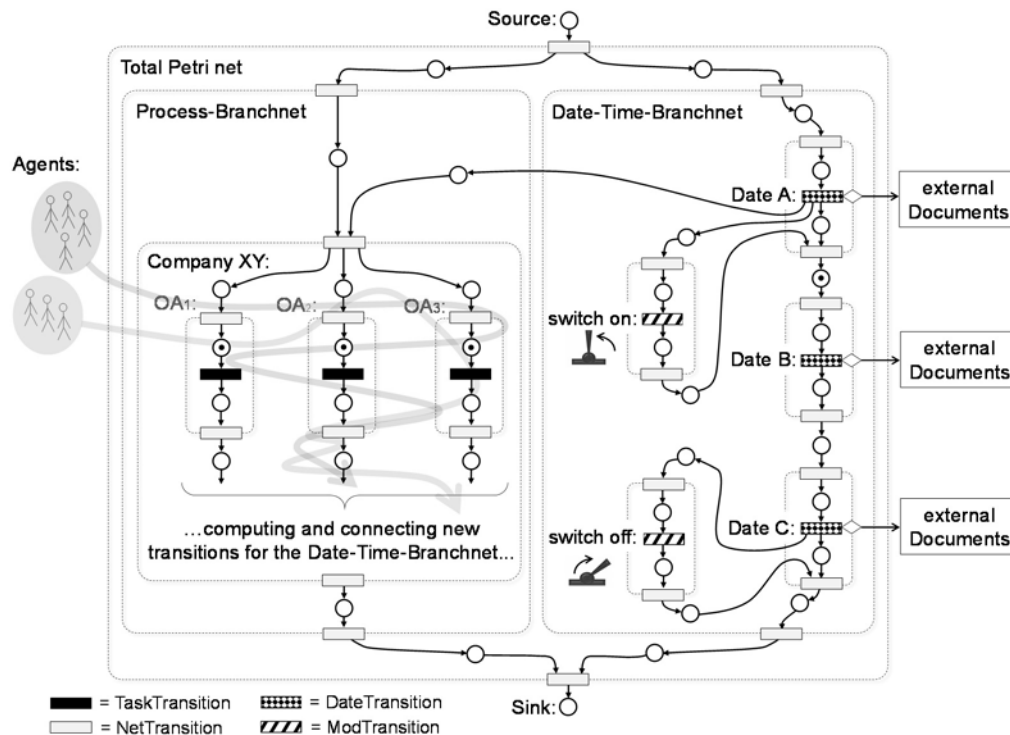 Source:
Total Petri net
Process-Branchnet
Date-Time-Branchnet
Agents:
Date A:
external
Documents
Company XY:
OA1:
OA2:
OA3:
switch on:
Date B:
external
Documents
Date C:
external
Documents
switch off:
...computing and connecting new
transitions for the Date-Time-Branchnet...
Sink:
= TaskTransition
= DateTransition
= NetTransition
= ModTransition